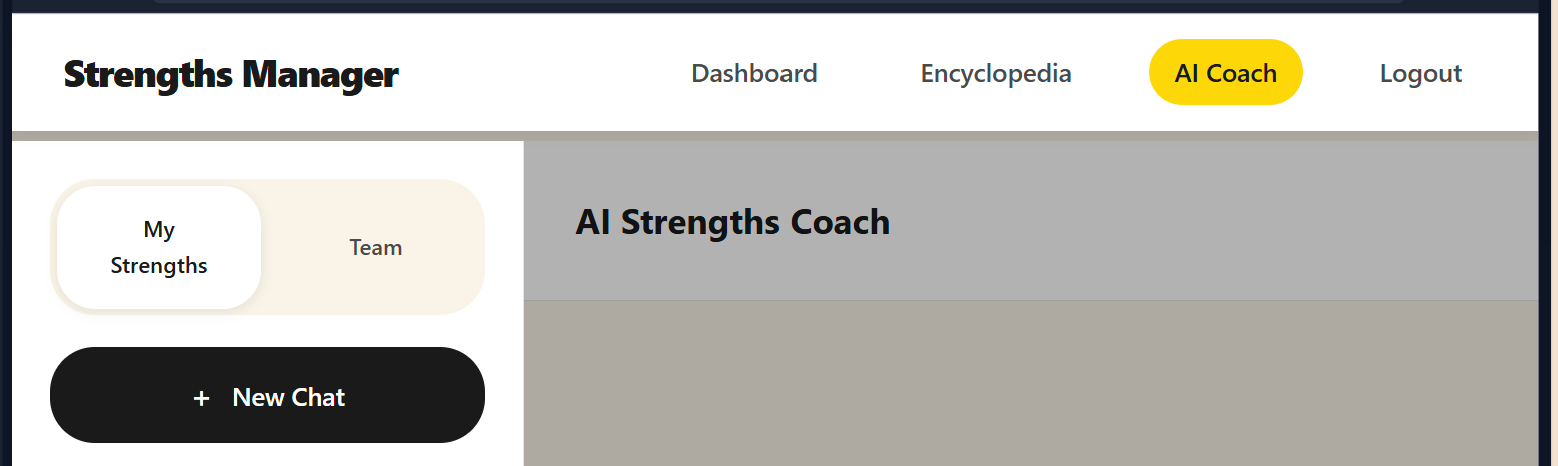 Strengths Manager
Dashboard
Encyclopedia
AI Coach
Logout
My
Strengths
Team
AI Strengths Coach
+ New Chat